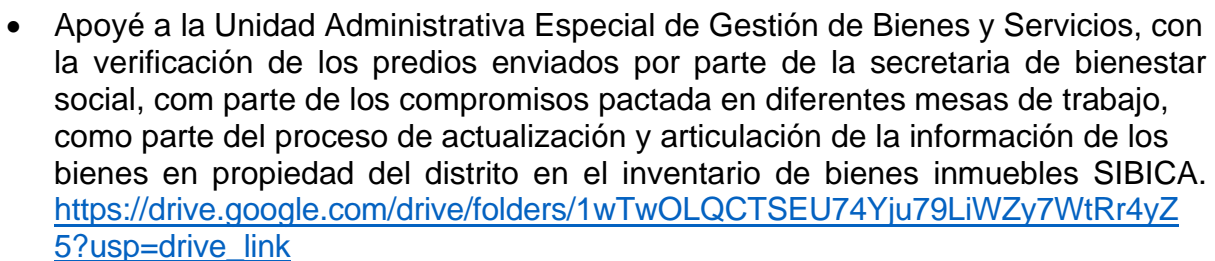 • Apoyé a la Unidad Administrativa Especial de Gestión de Bienes y Servicios, con
la verificación de los predios enviados por parte de la secretaria de bienestar
social, com parte de los compromisos pactada en diferentes mesas de trabajo,
como parte del proceso de actualización y articulación de la información de los
bienes en propiedad del distrito en el inventario de bienes inmuebles SIBICA.
https://drive.google.com/drive/folders/1wTwOLQCTSEU74Yju79LiWZy7WtRr4yZ
5?usp=drive_link